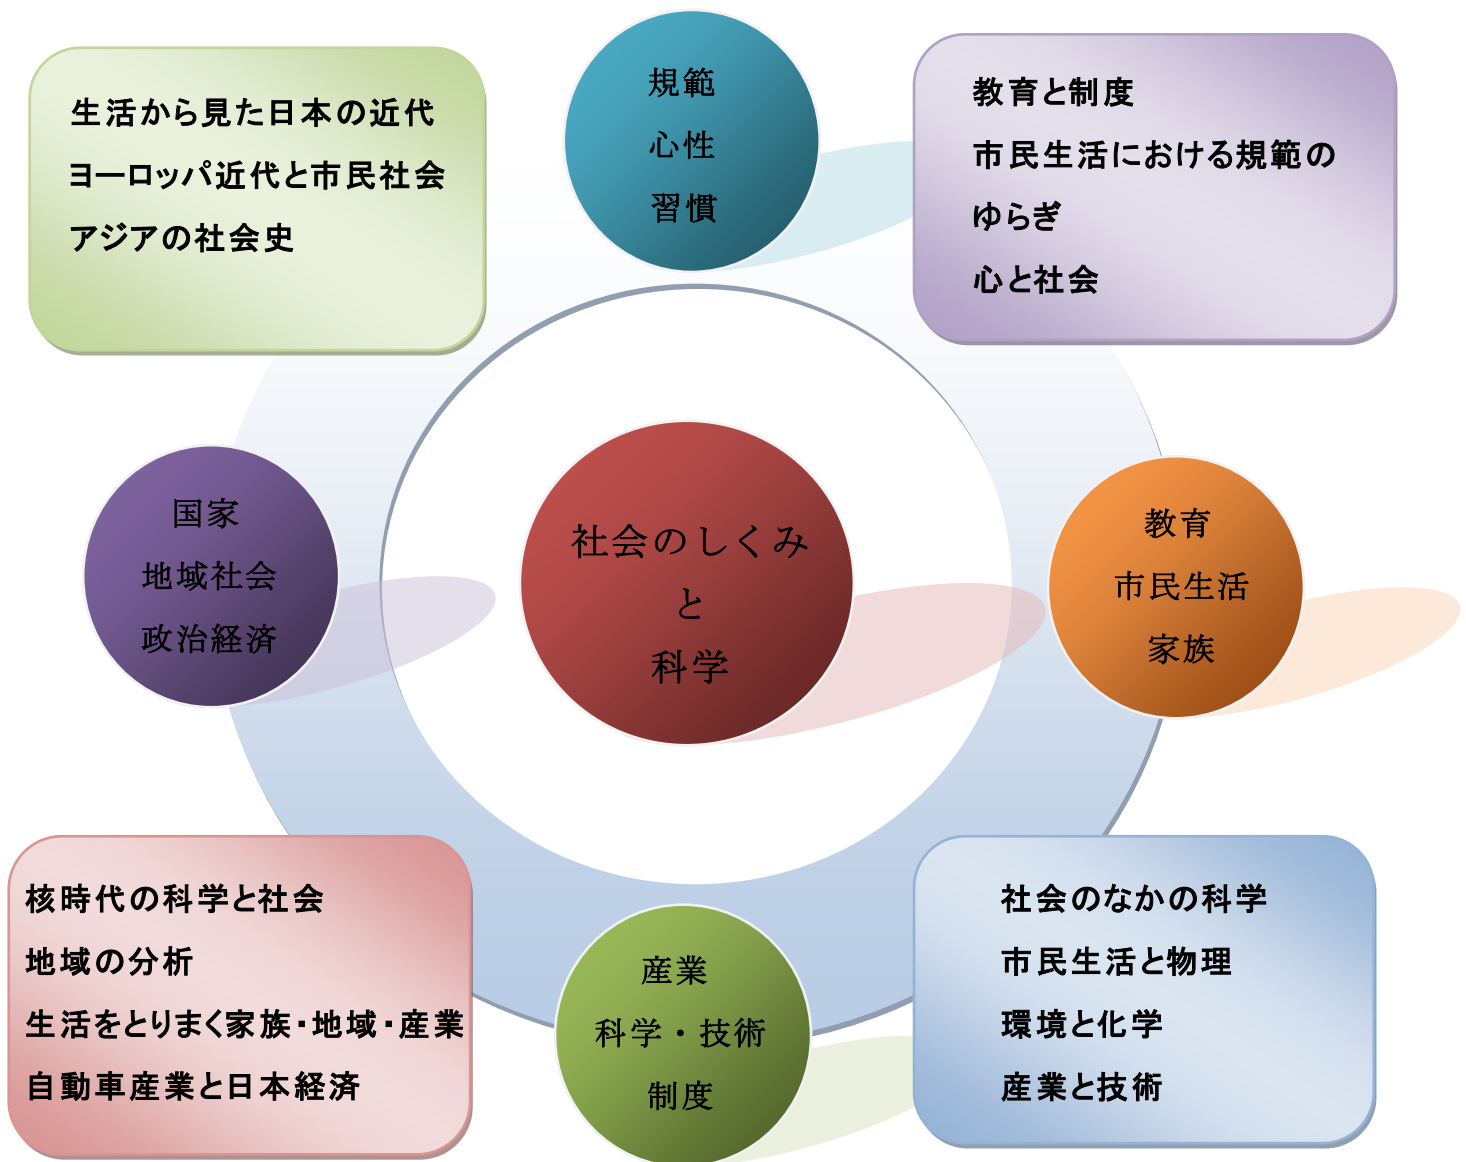 規範
心性
習慣
生活から見た日本の近代
ヨーロッパ近代と市民社会
アジアの社会史
教育と制度
市民生活における規範の
ゆらぎ
心と社会
国家
地域社会
政治経済
社会のしくみ
と
科学
教育
市民生活
家族
核時代の科学と社会
地域の分析
生活をとりまく家族・地域・産業
自動車産業と日本経済
産業
科学・技術
制度
社会のなかの科学
市民生活と物理
環境と化学
産業と技術